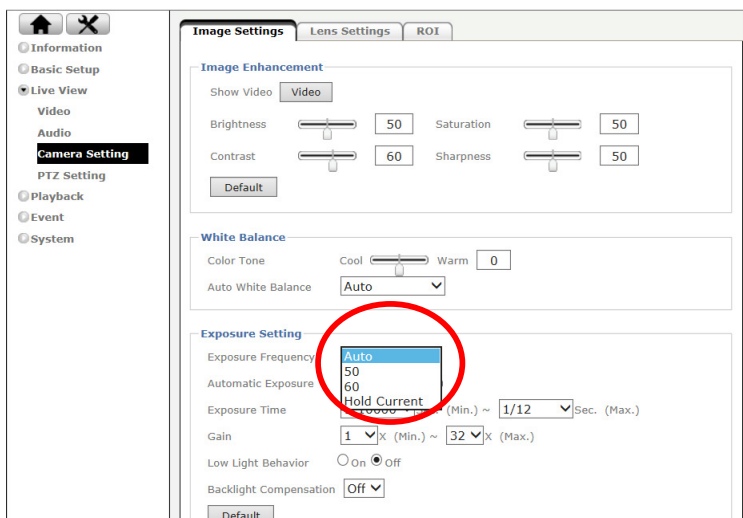 Image Settings Lens Settings ROI
Information
Basic Setup
Live View
Video
Audio
Camera Setting
PTZ Setting
Playback
Event
System
Image Enhancement
Show Video Video
Brightness 50 Saturation 50
Contrast 60 Sharpness 50
Default
White Balance
Color Tone Cool Warm 0
Auto White Balance Auto
Exposure Setting
Exposure Frequency Auto
50
Automatic Exposure 60
Hold Current
Exposure Time (Min.) ~ 1/12 Sec. (Max.)
Gain 1 X (Min.) ~ 32 X (Max.)
Low Light Behavior On Off
Backlight Compensation Off
Default